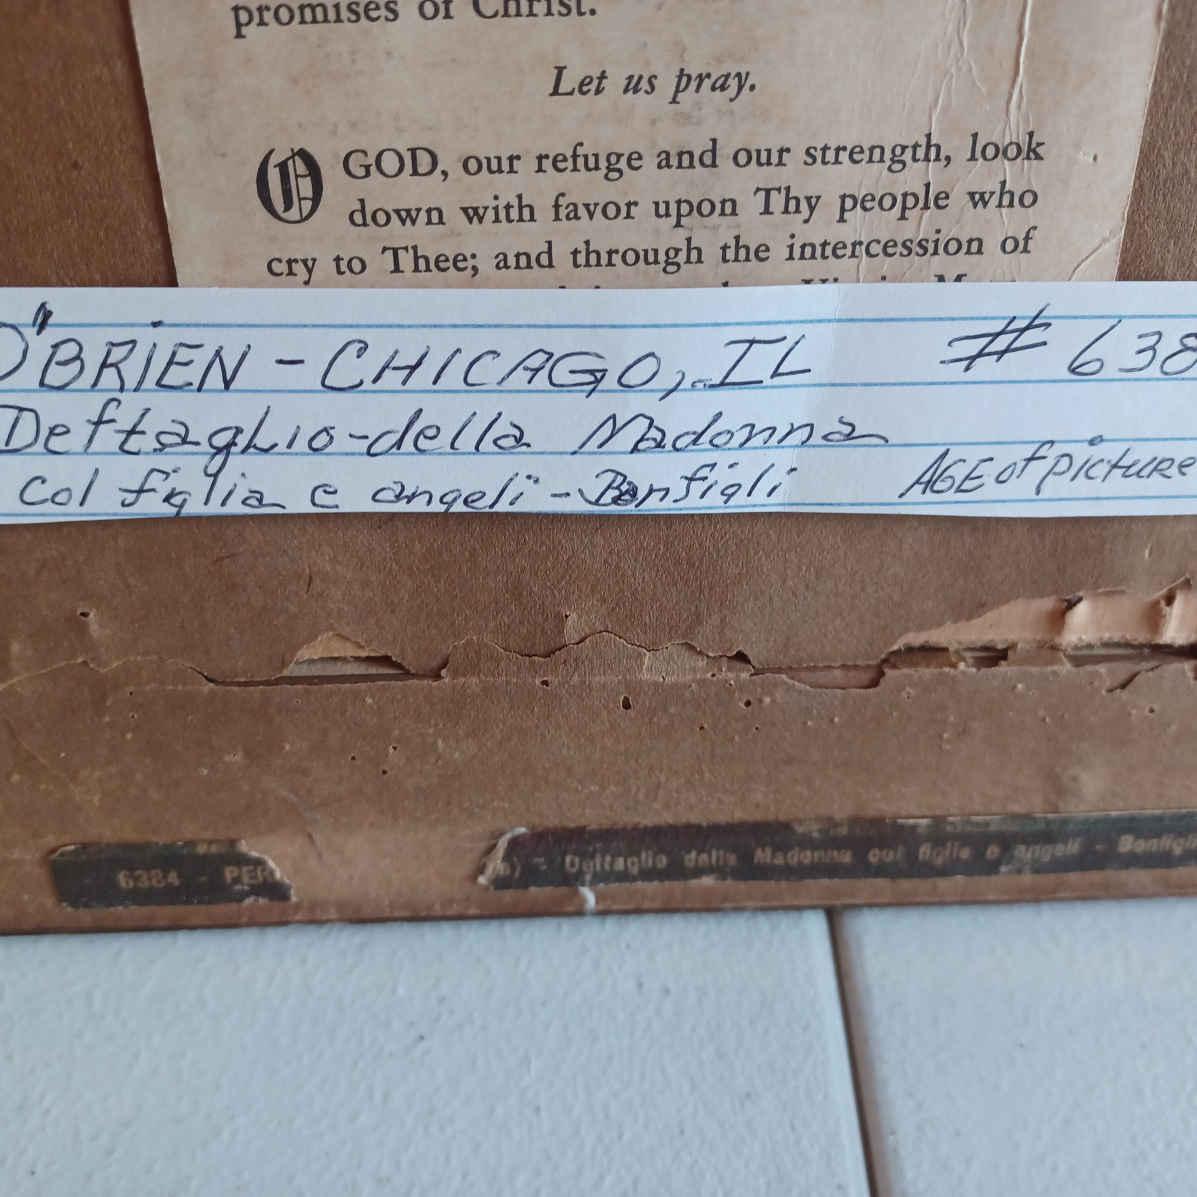 promises of Christ.
Let us pray.
O GOD, our refuge and our strength, look
down with favor upon Thy people who
cry to Thee; and through the intercession of
O'BRIEN - CHICAGO, IL # 638
Deftaglio-della Madonna AGE of picture
col figlia e angeli - Bonfigli
6384 - PER
- Dettaglio della Madonna col figlio e angeli - Bonfigli